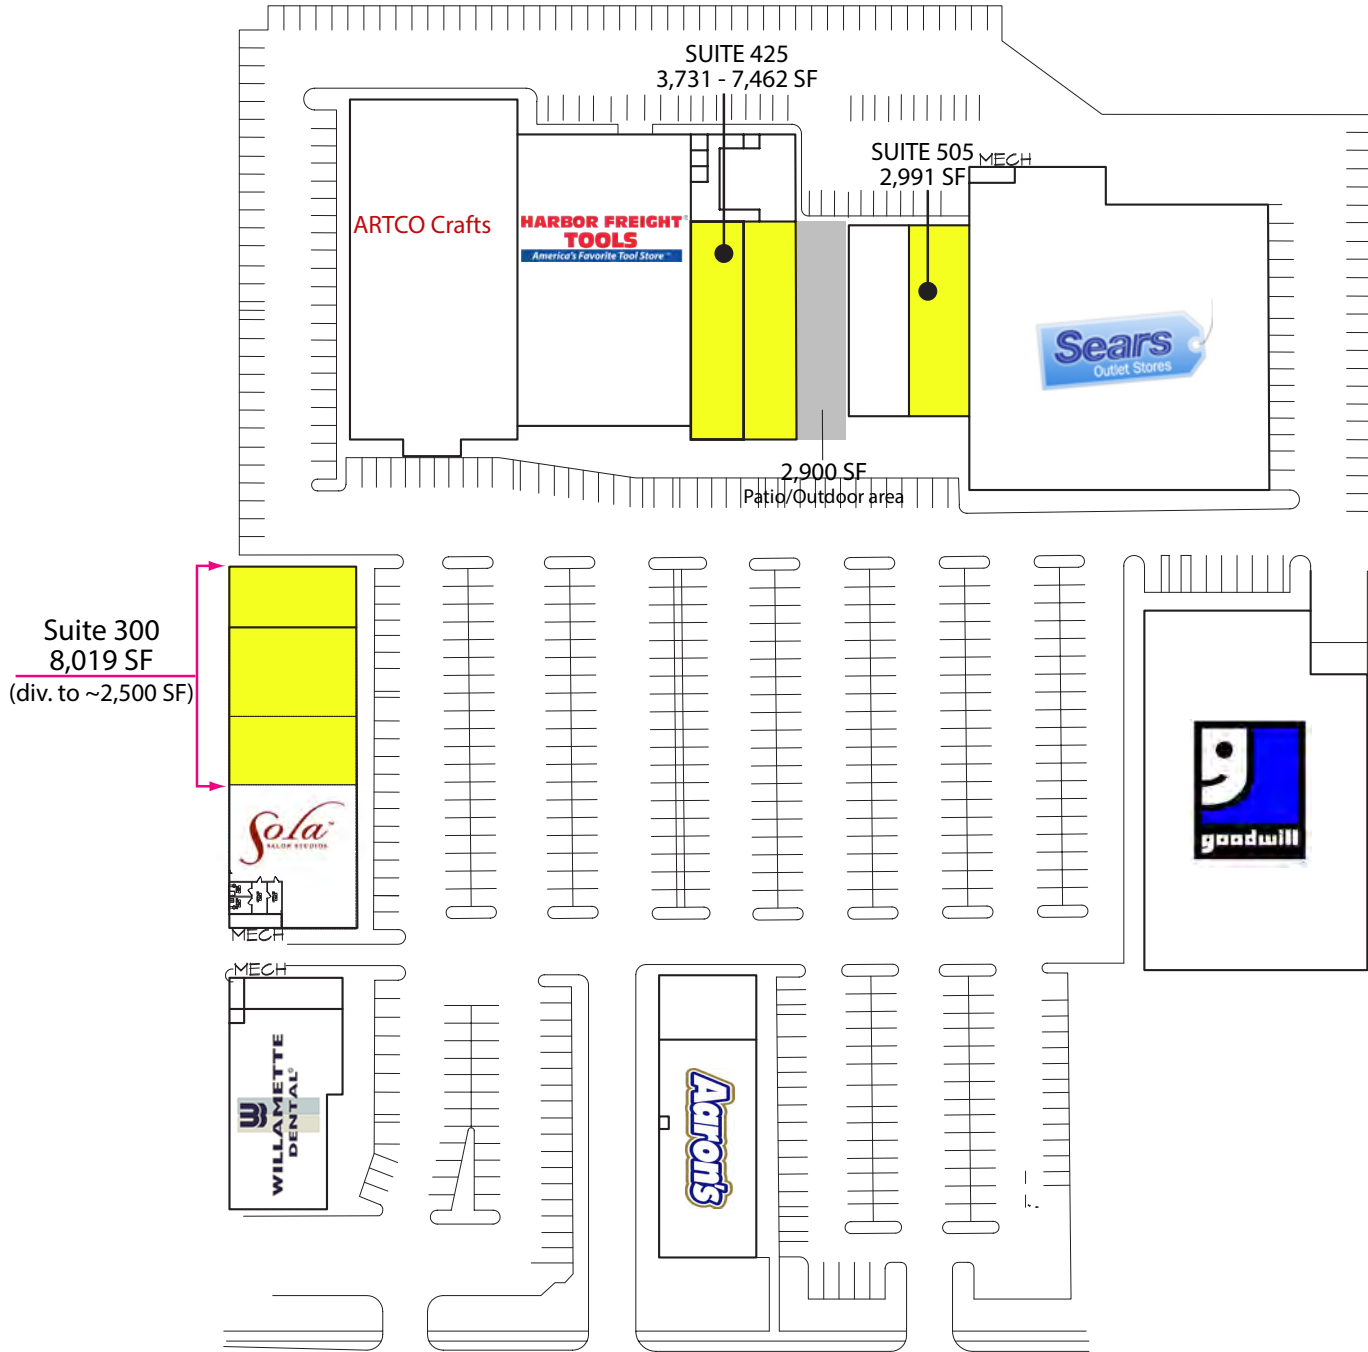 SUITE 425
3,731 - 7,462 SF
SUITE 505
2,991 SF
MECH
ARTCO Crafts
HARBOR FREIGHT
TOOLS
America's Favorite Tool Store
Sears
Outlet Stores
2,900 SF
Patio/Outdoor area
Suite 300
8,019 SF
(div. to ~2,500 SF)
Sola
SALON STUDIOS
goodwill
MECH
MECH
WILLAMETTE
DENTAL
Aaron's